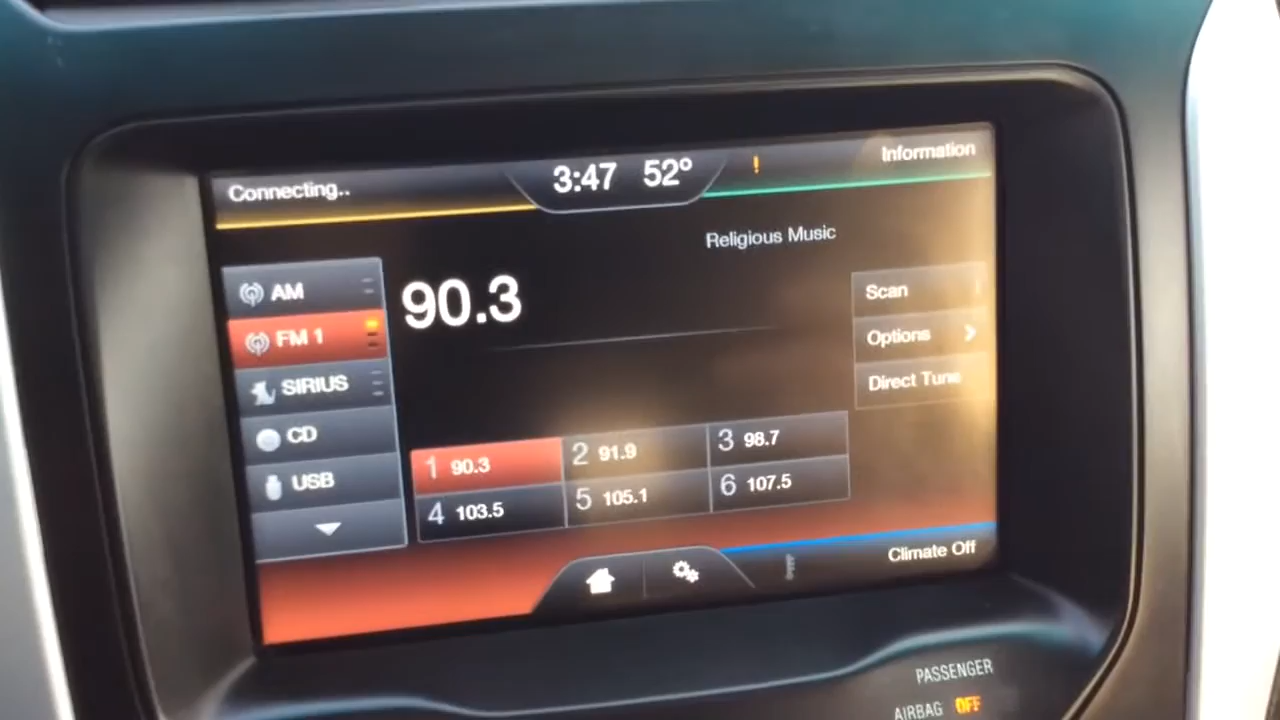 Connecting..
3:47 52°
!
Information
Religious Music
90.3
AM
FM 1
SIRIUS
CD
USB
Scan
Options
Direct Tune
1 90.3
2 91.9
3 98.7
4 103.5
5 105.1
6 107.5
Climate Off
PASSENGER
AIRBAG OFF